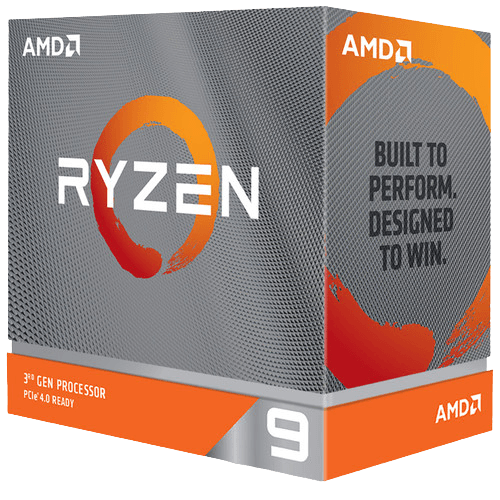 AMD
RYZEN
3RD GEN PROCESSOR
PCIe® 4.0 READY
9
AMD
BUILT TO
PERFORM.
DESIGNED
TO WIN.
AMD